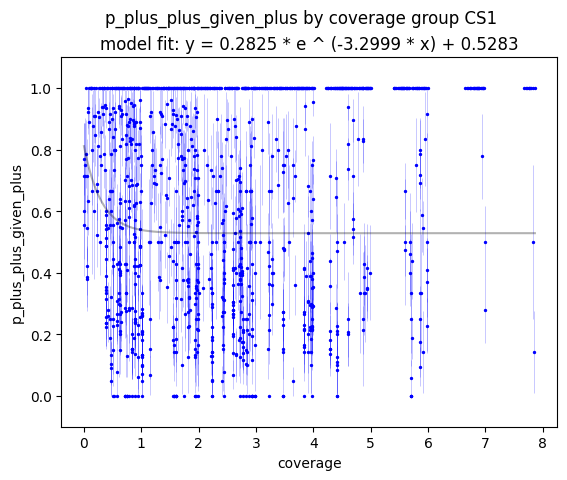 p_plus_plus_given_plus by coverage group CS1
model fit: y = 0.2825 * e ^ (-3.2999 * x) + 0.5283
p_plus_plus_given_plus
1.0
0.8
0.6
0.4
0.2
0.0
0 1 2 3 4 5 6 7 8
coverage